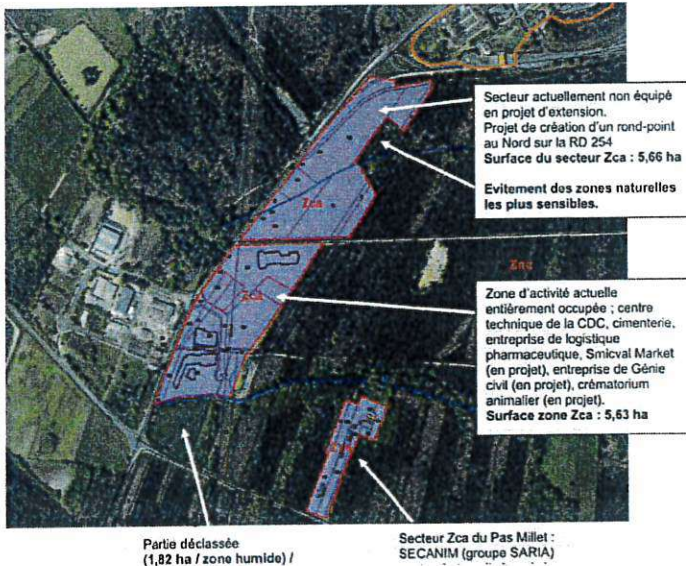 Secteur actuellement non équipé
en projet d'extension.
Projet de création d'un rond-point
au Nord sur la RD 254
Surface du secteur Zca : 5,66 ha
Evitement des zones naturelles
les plus sensibles.
Zca
Znc
Zca
Zone d'activité actuelle
entièrement occupée ; centre
technique de la CDC, cimenterie,
entreprise de logistique
pharmaceutique, Smicval Market
(en projet), entreprise de Génie
civil (en projet), crématorium
animalier (en projet).
Surface zone Zca : 5,63 ha
Partie déclassée
(1,82 ha / zone humide) /
Secteur Zca du Pas Millet :
SECANIM (groupe SARIA)